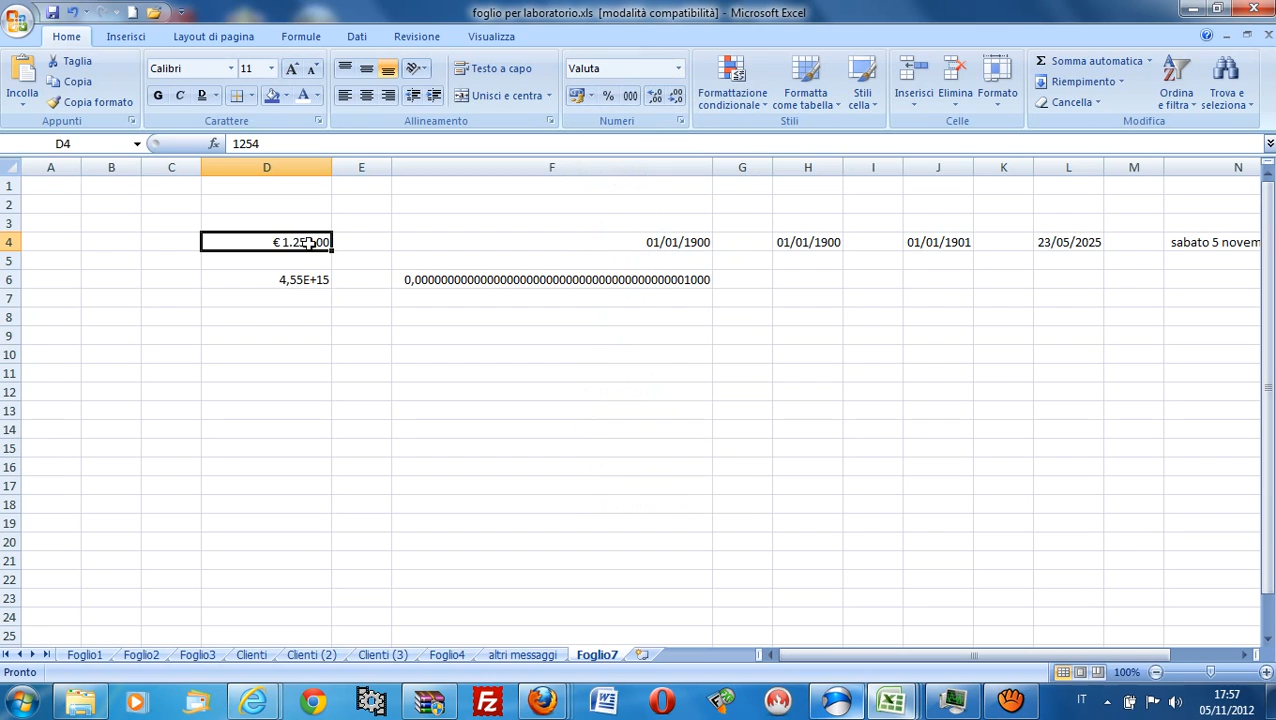 foglio per laboratorio.xls [modalità compatibilità] - Microsoft Excel
Home Inserisci Layout di pagina Formule Dati Revisione Visualizza
Incolla
Taglia
Copia
Copia formato
Appunti
Calibri 11
G C D
Carattere
Testo a capo
Unisci e centra
Allineamento
Valuta
% 000
Numeri
Formattazione condizionale
Formatta come tabella
Stili cella
Stili
Inserisci Elimina Formato
Celle
Somma automatica
Riempimento
Cancella
Ordina e filtra
Trova e seleziona
Modifica
D4 fx 1254
A B C D E F G H I J K L M N
1
2
3
4 01/01/1900 01/01/1900 01/01/1901 23/05/2025 sabato 5 novem
5
6 4,55E+15
7
8
9
10
11
12
13
14
15
16
17
18
19
20
21
22
23
24
25
Foglio1 Foglio2 Foglio3 Clienti Clienti (2) Clienti (3) Foglio4 altri messaggi Foglio7
Pronto 100%
IT 17:57
05/11/2012